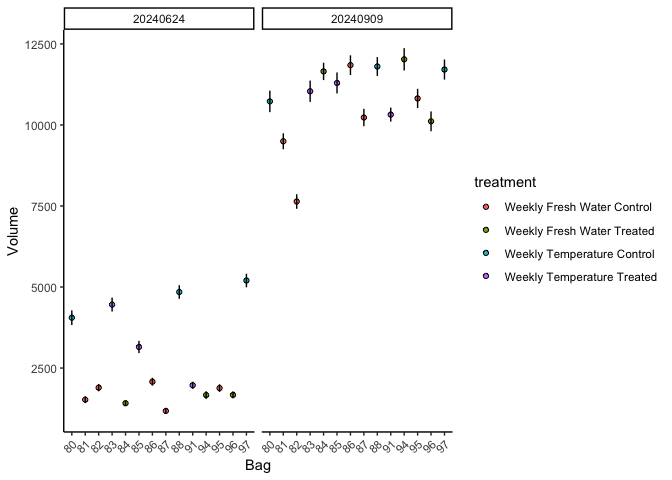 20240624 20240909
12500
10000
7500
5000
2500
Volume
80 81 82 83 84 85 86 87 88 91 94 95 96 97 80 81 82 83 84 85 86 87 88 91 94 95 96 97
Bag
treatment
Weekly Fresh Water Control
Weekly Fresh Water Treated
Weekly Temperature Control
Weekly Temperature Treated